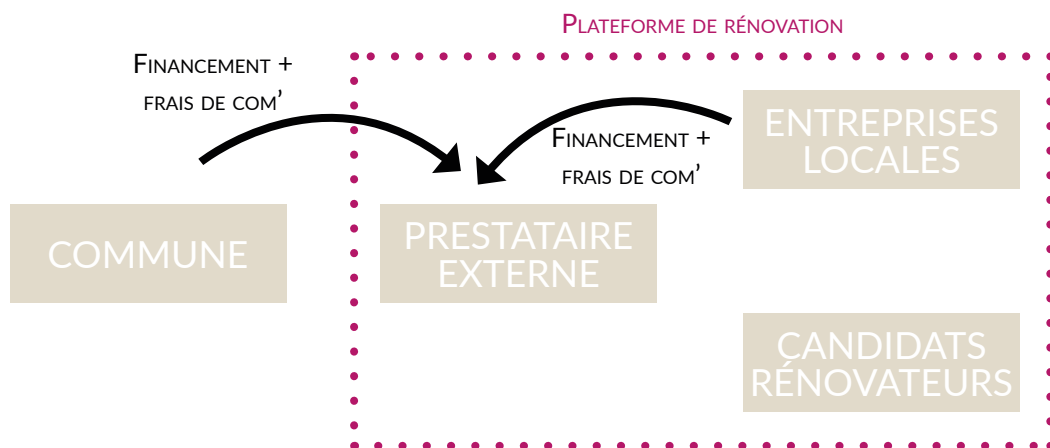 Plateforme de rénovation
Financement +
frais de com’
Financement +
frais de com’
ENTREPRISES
LOCALES
COMMUNE
PRESTATAIRE
EXTERNE
CANDIDATS
RÉNOVATEURS